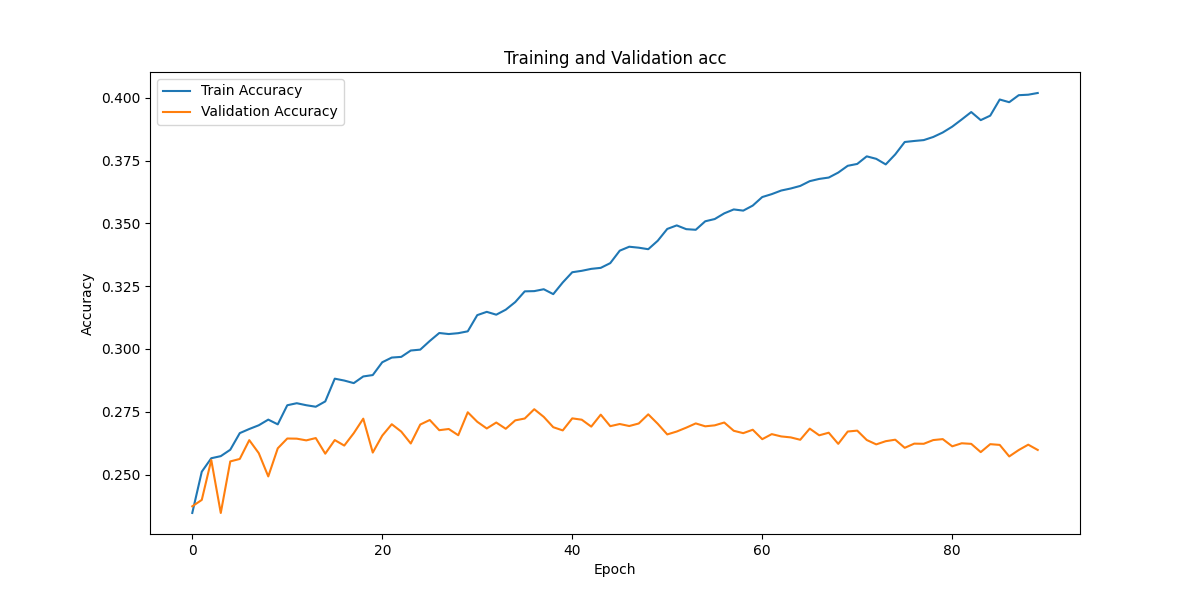 Training and Validation acc
Train Accuracy
Validation Accuracy
0.400
0.375
0.350
0.325
0.300
0.275
0.250
Accuracy
0 20 40 60 80
Epoch